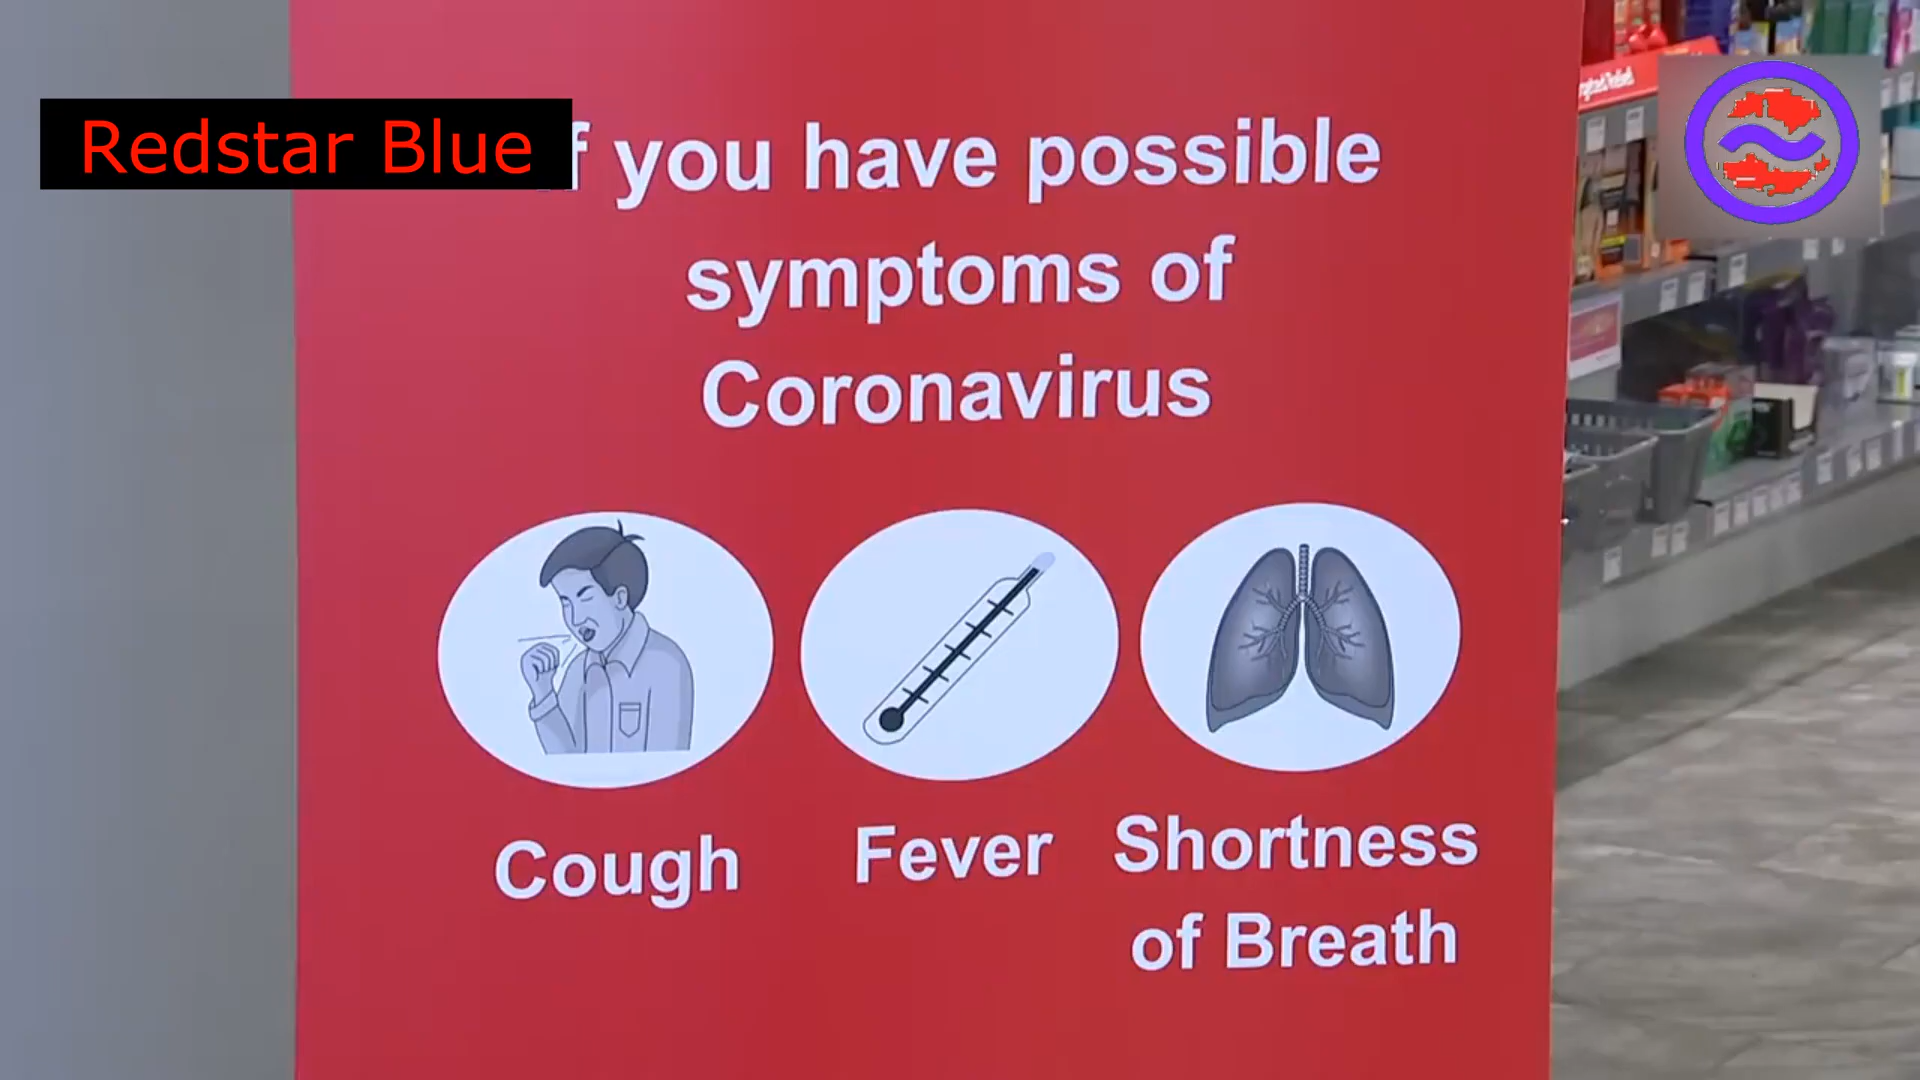 Redstar Blue
f you have possible
symptoms of
Coronavirus
Cough
Fever
Shortness
of Breath